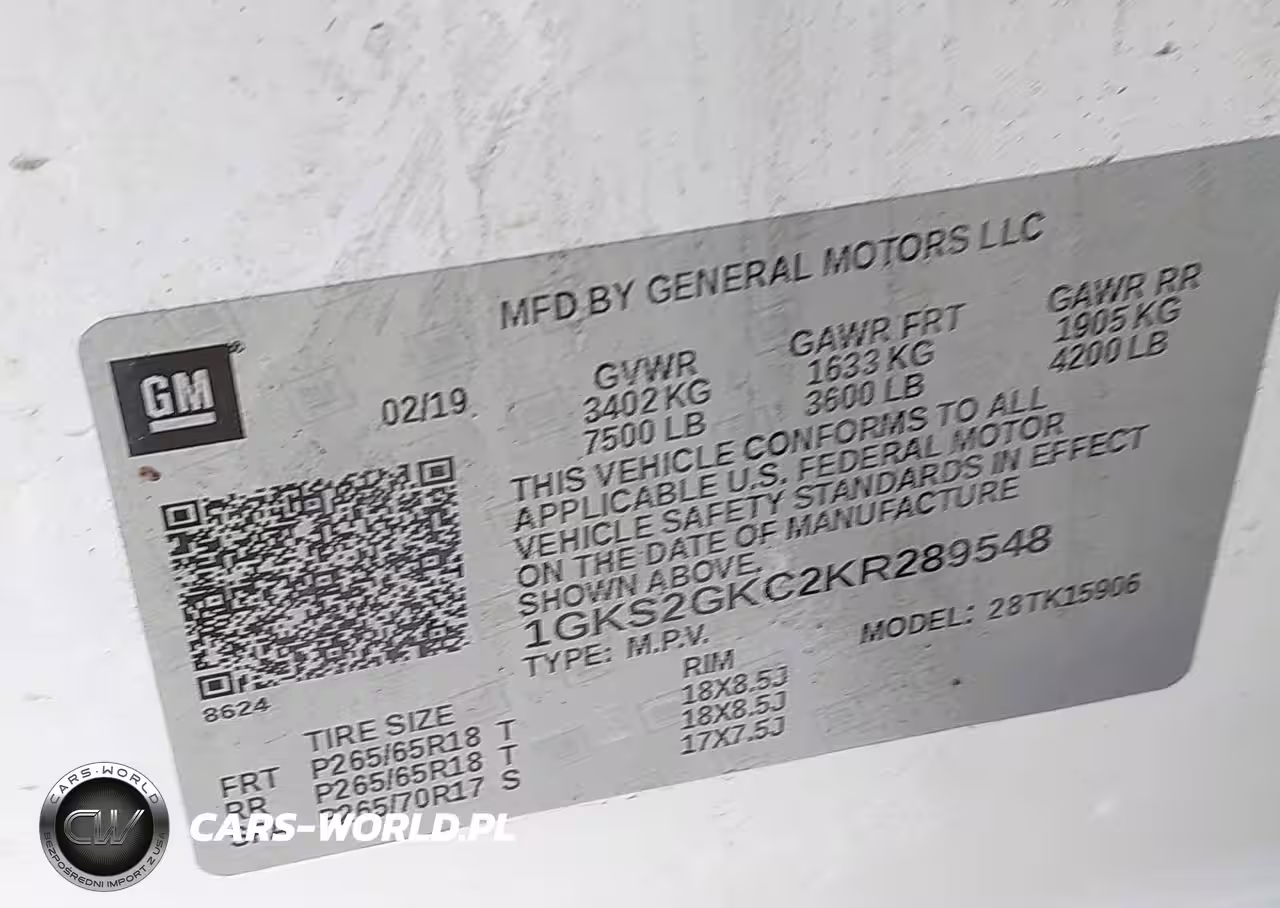 MFD BY GENERAL MOTORS LLC
GM
02/19
GVWR GAWR FRT GAWR RR
3402 KG 1633 KG 1905 KG
7500 LB 3600 LB 4200 LB
THIS VEHICLE CONFORMS TO ALL
APPLICABLE U.S. FEDERAL MOTOR
VEHICLE SAFETY STANDARDS IN EFFECT
ON THE DATE OF MANUFACTURE
SHOWN ABOVE.
1GKS2GKC2KR289548
TYPE: M.P.V. MODEL: 28TK15906
8624
TIRE SIZE RIM
FRT P265/65R18 T 18X8.5J
RR P265/65R18 T 18X8.5J
P265/70R17 S 17X7.5J
CARS-WORLD
CW
BEZPOŚREDNI IMPORT Z USA
CARS-WORLD.PL